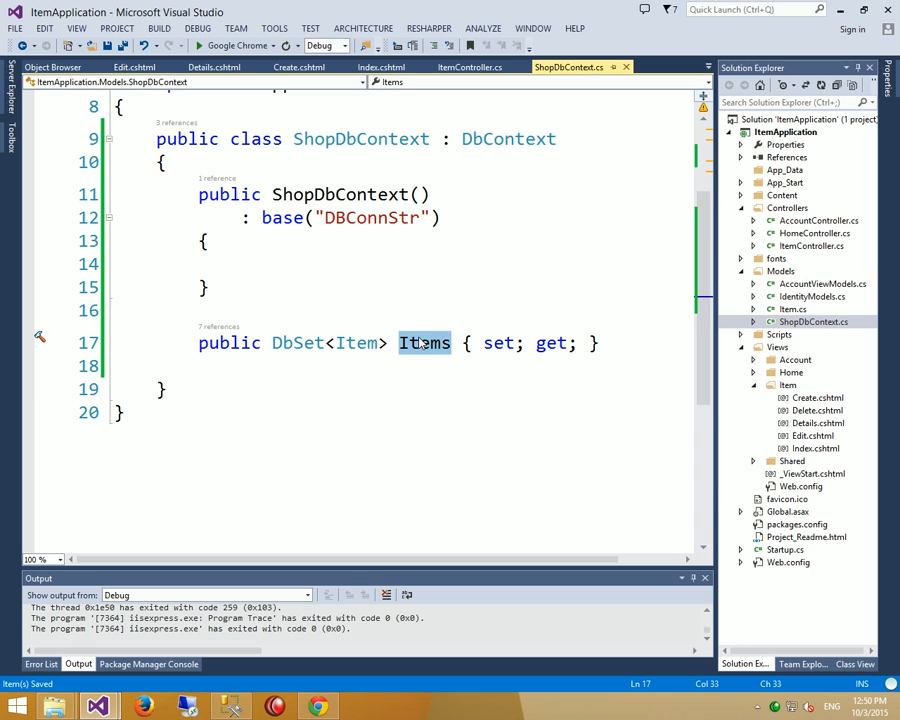 ItemApplication - Microsoft Visual Studio
7
Quick Launch (Ctrl+;)
FILE EDIT VIEW PROJECT BUILD DEBUG TEAM TOOLS TEST ARCHITECTURE RESHARPER ANALYZE WINDOW HELP
Sign in
Google Chrome
Debug
Server Explorer
Toolbox
Object Browser Edit.cshtml Details.cshtml Create.cshtml Index.cshtml ItemController.cs ShopDbContext.cs
ItemApplication.Models.ShopDbContext
Items
8 {
3 references
9 public class ShopDbContext : DbContext
10 {
1 reference
11 public ShopDbContext()
12 : base("DBConnStr")
13 {
14
15 }
16
7 references
17 public DbSet<Item> Items { set; get; }
18
19 }
20 }
100 %
Output
Show output from: Debug
The thread 0x1e50 has exited with code 259 (0x103).
The program '[7364] iisexpress.exe: Program Trace' has exited with code 0 (0x0).
The program '[7364] iisexpress.exe' has exited with code 0 (0x0).
Error List Output Package Manager Console
Solution Explorer
Search Solution Explorer (Ctrl+;)
Solution 'ItemApplication' (1 project)
ItemApplication
Properties
References
App_Data
App_Start
Content
Controllers
AccountController.cs
HomeController.cs
ItemController.cs
fonts
Models
AccountViewModels.cs
IdentityModels.cs
Item.cs
ShopDbContext.cs
Scripts
Views
Account
Home
Item
Create.cshtml
Delete.cshtml
Details.cshtml
Edit.cshtml
Index.cshtml
Shared
_ViewStart.cshtml
Web.config
favicon.ico
Global.asax
packages.config
Project_Readme.html
Startup.cs
Web.config
Solution Ex... Team Explo... Class View
Properties
Item(s) Saved
Ln 17 Col 33 Ch 33 INS
ENG
12:50 PM
10/3/2015